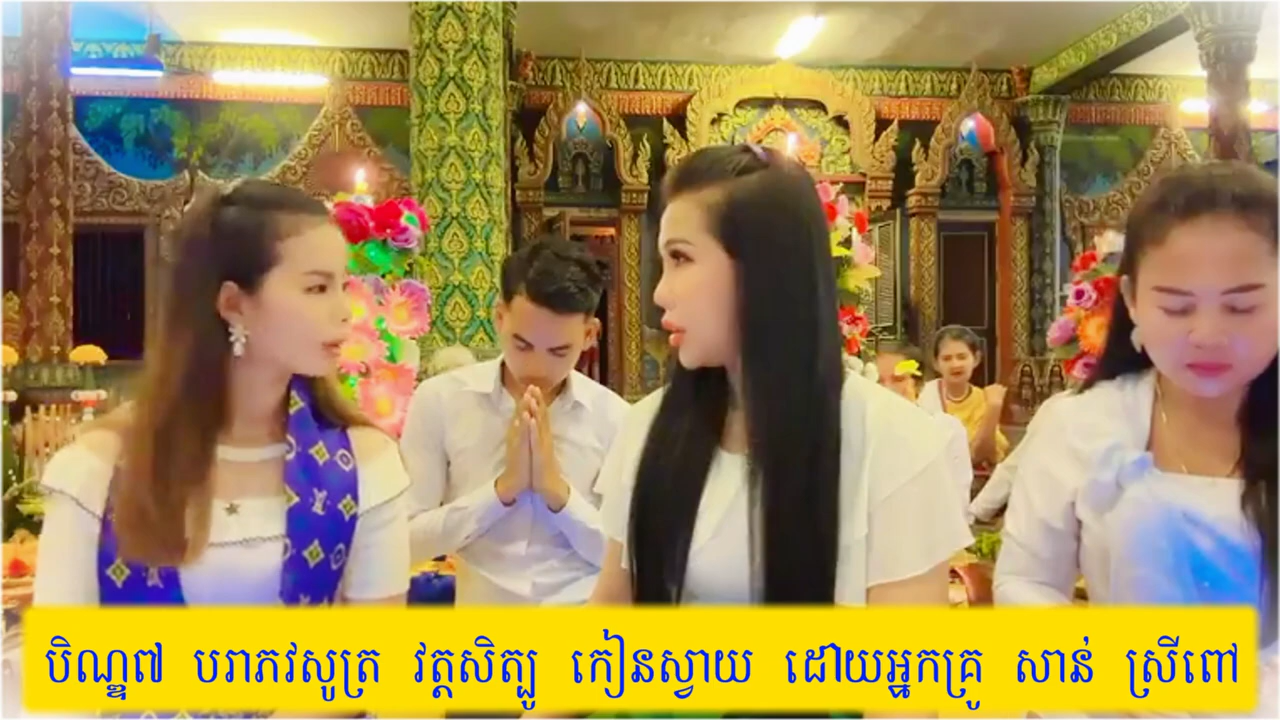 បិណ្ឌ៧ បរាភវសូត្រ វត្តសិត្បូ កៀនស្វាយ ដោយអ្នកគ្រូ សាន់ ស្រីពៅ